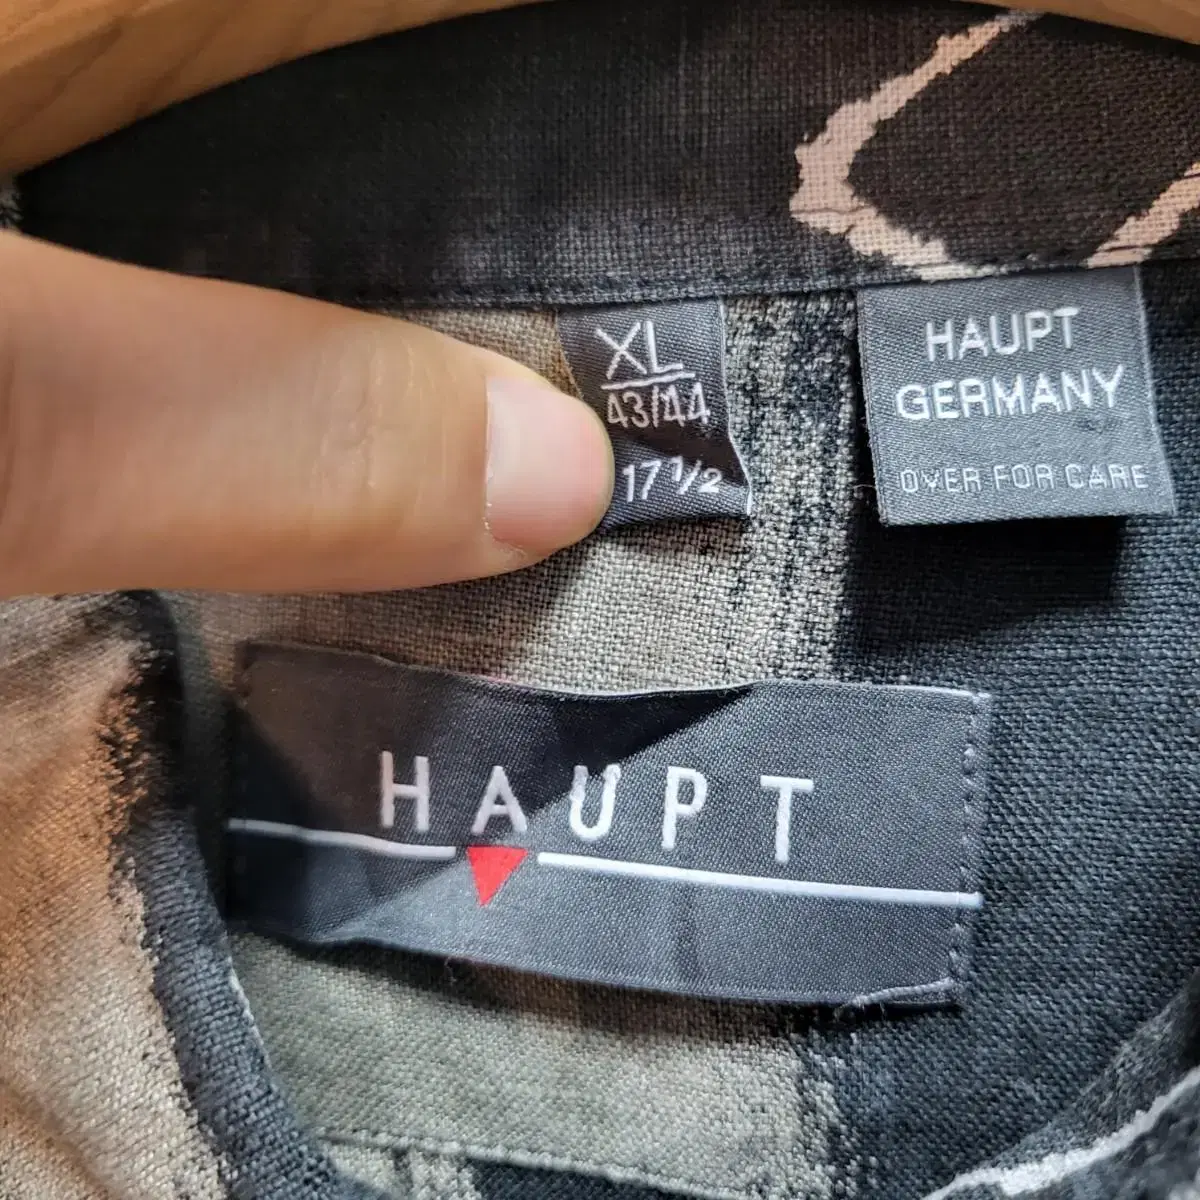 XL
43/44
17 ½
HAUPT
GERMANY
OVER FOR CARE
HAUPT